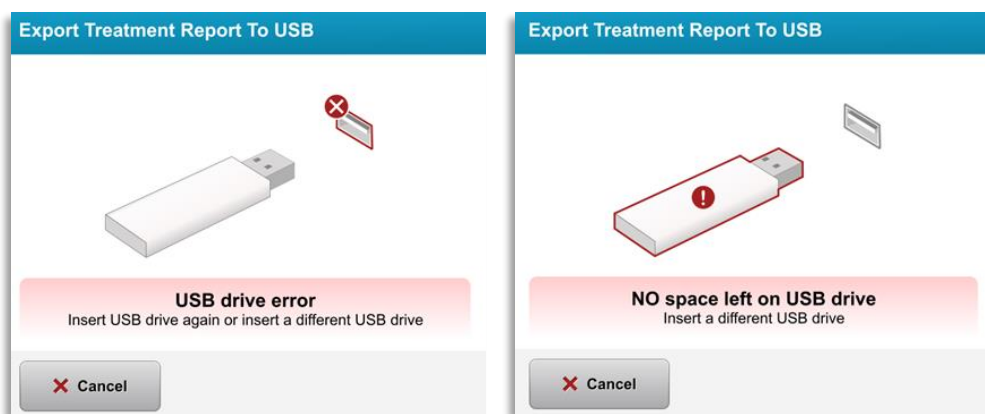 Export Treatment Report To USB
USB drive error
Insert USB drive again or insert a different USB drive
Cancel
Export Treatment Report To USB
NO space left on USB drive
Insert a different USB drive
Cancel